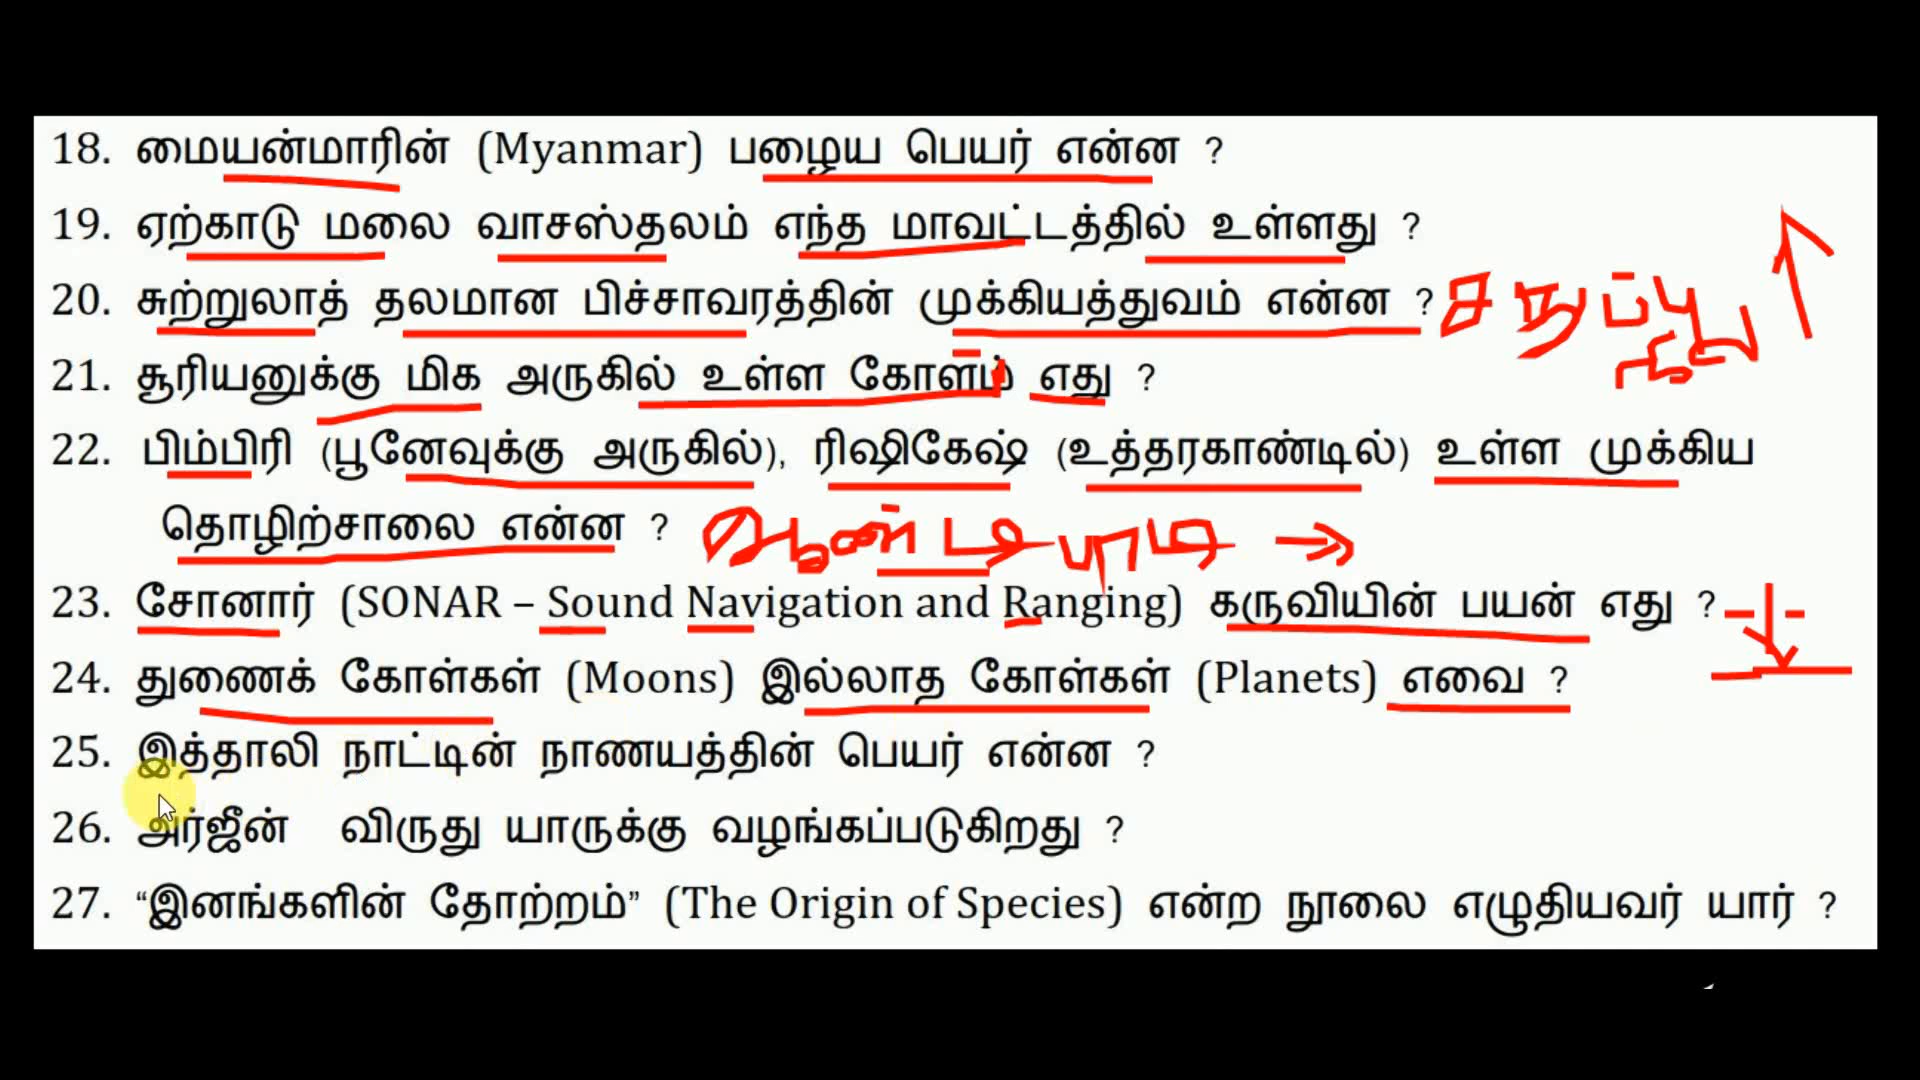 18. மையன்மாரின் (Myanmar) பழைய பெயர் என்ன ?
19. ஏற்காடு மலை வாசஸ்தலம் எந்த மாவட்டத்தில் உள்ளது ?
20. சுற்றுலாத் தலமான பிச்சாவரத்தின் முக்கியத்துவம் என்ன ?
21. சூரியனுக்கு மிக அருகில் உள்ள கோளம் எது ?
22. பிம்பிரி (பூனேவுக்கு அருகில்), ரிஷிகேஷ் (உத்தரகாண்டில்) உள்ள முக்கிய
தொழிற்சாலை என்ன ?
23. சோனார் (SONAR – Sound Navigation and Ranging) கருவியின் பயன் எது ?
24. துணைக் கோள்கள் (Moons) இல்லாத கோள்கள் (Planets) எவை ?
25. இத்தாலி நாட்டின் நாணயத்தின் பெயர் என்ன ?
26. அர்ஜீன் விருது யாருக்கு வழங்கப்படுகிறது ?
27. “இனங்களின் தோற்றம்” (The Origin of Species) என்ற நூலை எழுதியவர் யார் ?